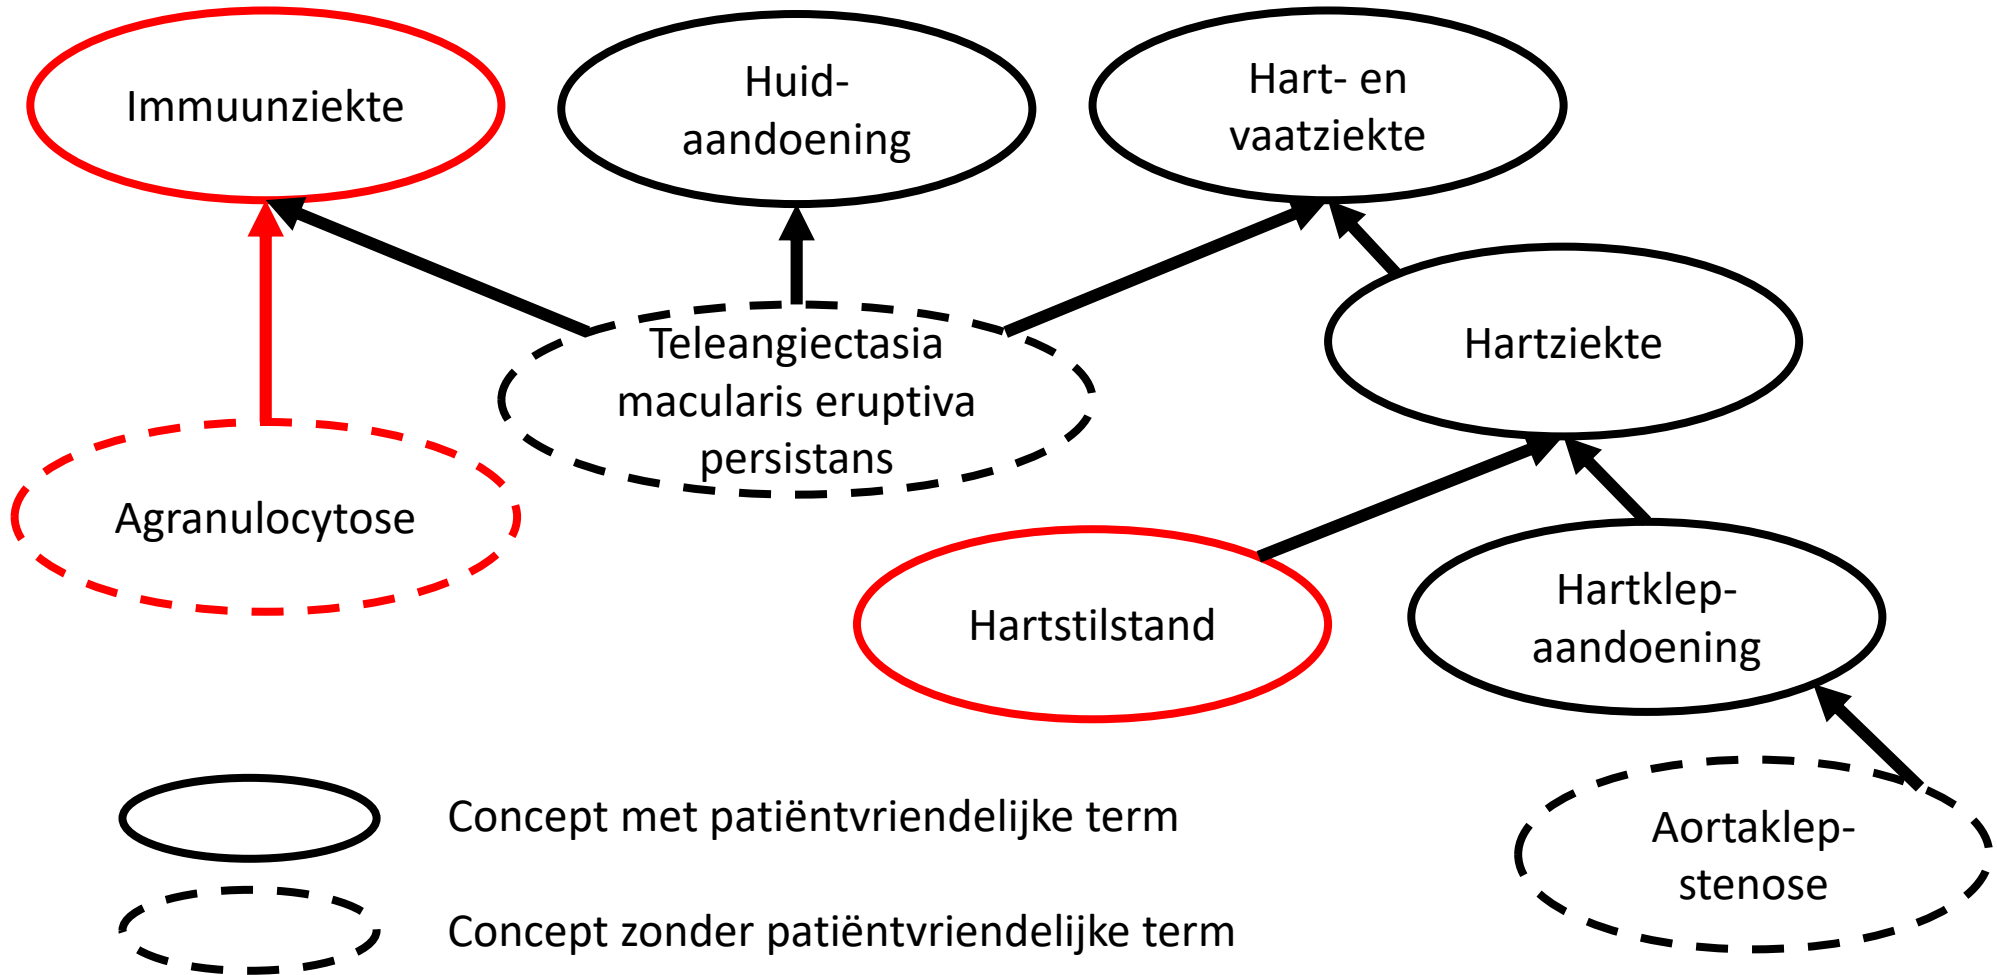 Immuunziekte
Huid-
aandoening
Hart- en
vaatziekte
Teleangiectasia
macularis eruptiva
persistans
Hartziekte
Agranulocytose
Hartstilstand
Hartklep-
aandoening
Aortaklep-
stenose
Concept met patiëntvriendelijke term
Concept zonder patiëntvriendelijke term